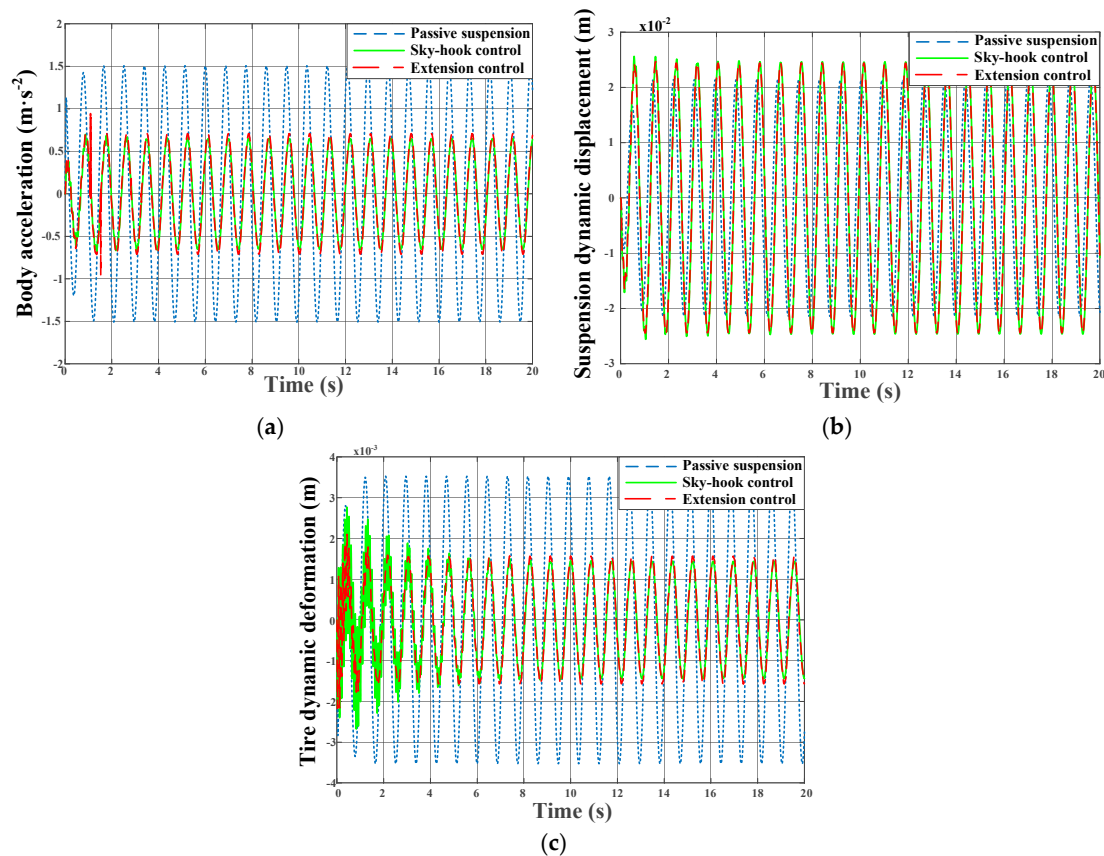 2
1.5
1
0.5
0
-0.5
-1
-1.5
-2
Body acceleration (m·s⁻²)
Passive suspension
Sky-hook control
Extension control
0 2 4 6 8 10 12 14 16 18 20
Time (s)
(a)
x10⁻²
3
2
1
0
-1
-2
-3
Suspension dynamic displacement (m)
Passive suspension
Sky-hook control
Extension control
0 2 4 6 8 10 12 14 16 18 20
Time (s)
(b)
x10⁻³
4
3
2
1
0
-1
-2
-3
-4
Tire dynamic deformation (m)
Passive suspension
Sky-hook control
Extension control
0 2 4 6 8 10 12 14 16 18 20
Time (s)
(c)